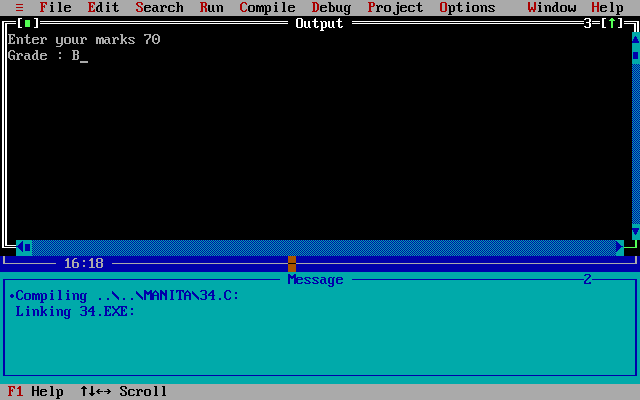 ≡ File Edit Search Run Compile Debug Project Options Window Help
[■] Output 3=[↑]
Enter your marks 70
Grade : B_
16:18
Message 2
•Compiling ..\..\MANITA\34.C:
Linking 34.EXE:
F1 Help ↑↓←→ Scroll